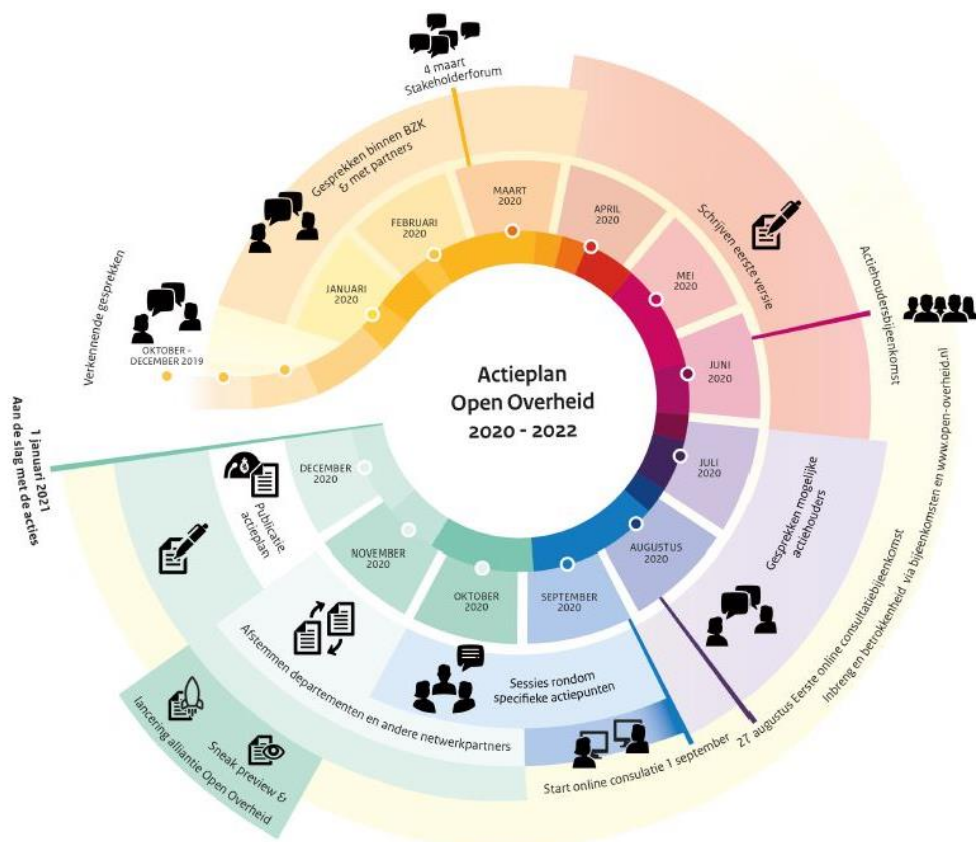 Actieplan
Open Overheid
2020 - 2022
Verkennende gesprekken
OKTOBER -
DECEMBER 2019
Gesprekken binnen BZK
& met partners
JANUARI
2020
FEBRUARI
2020
4 maart
Stakeholderforum
MAART
2020
APRIL
2020
Schrijven eerste versie
MEI
2020
Actiehoudersbijeenkomst
JUNI
2020
JULI
2020
Gesprekken mogelijke
actiehouders
Inbreng en betrokkenheid via bijeenkomsten en www.open-overheid.nl
27 augustus Eerste online consultatiebijeenkomst
AUGUSTUS
2020
Start online consulatie 1 september
SEPTEMBER
2020
Sessies rondom
specifieke actiepunten
OKTOBER
2020
Afstemmen departementen en andere netwerkpartners
NOVEMBER
2020
Sneak preview &
lancering alliantie Open Overheid
DECEMBER
2020
Publicatie
actieplan
1 januari 2021
Aan de slag met de acties